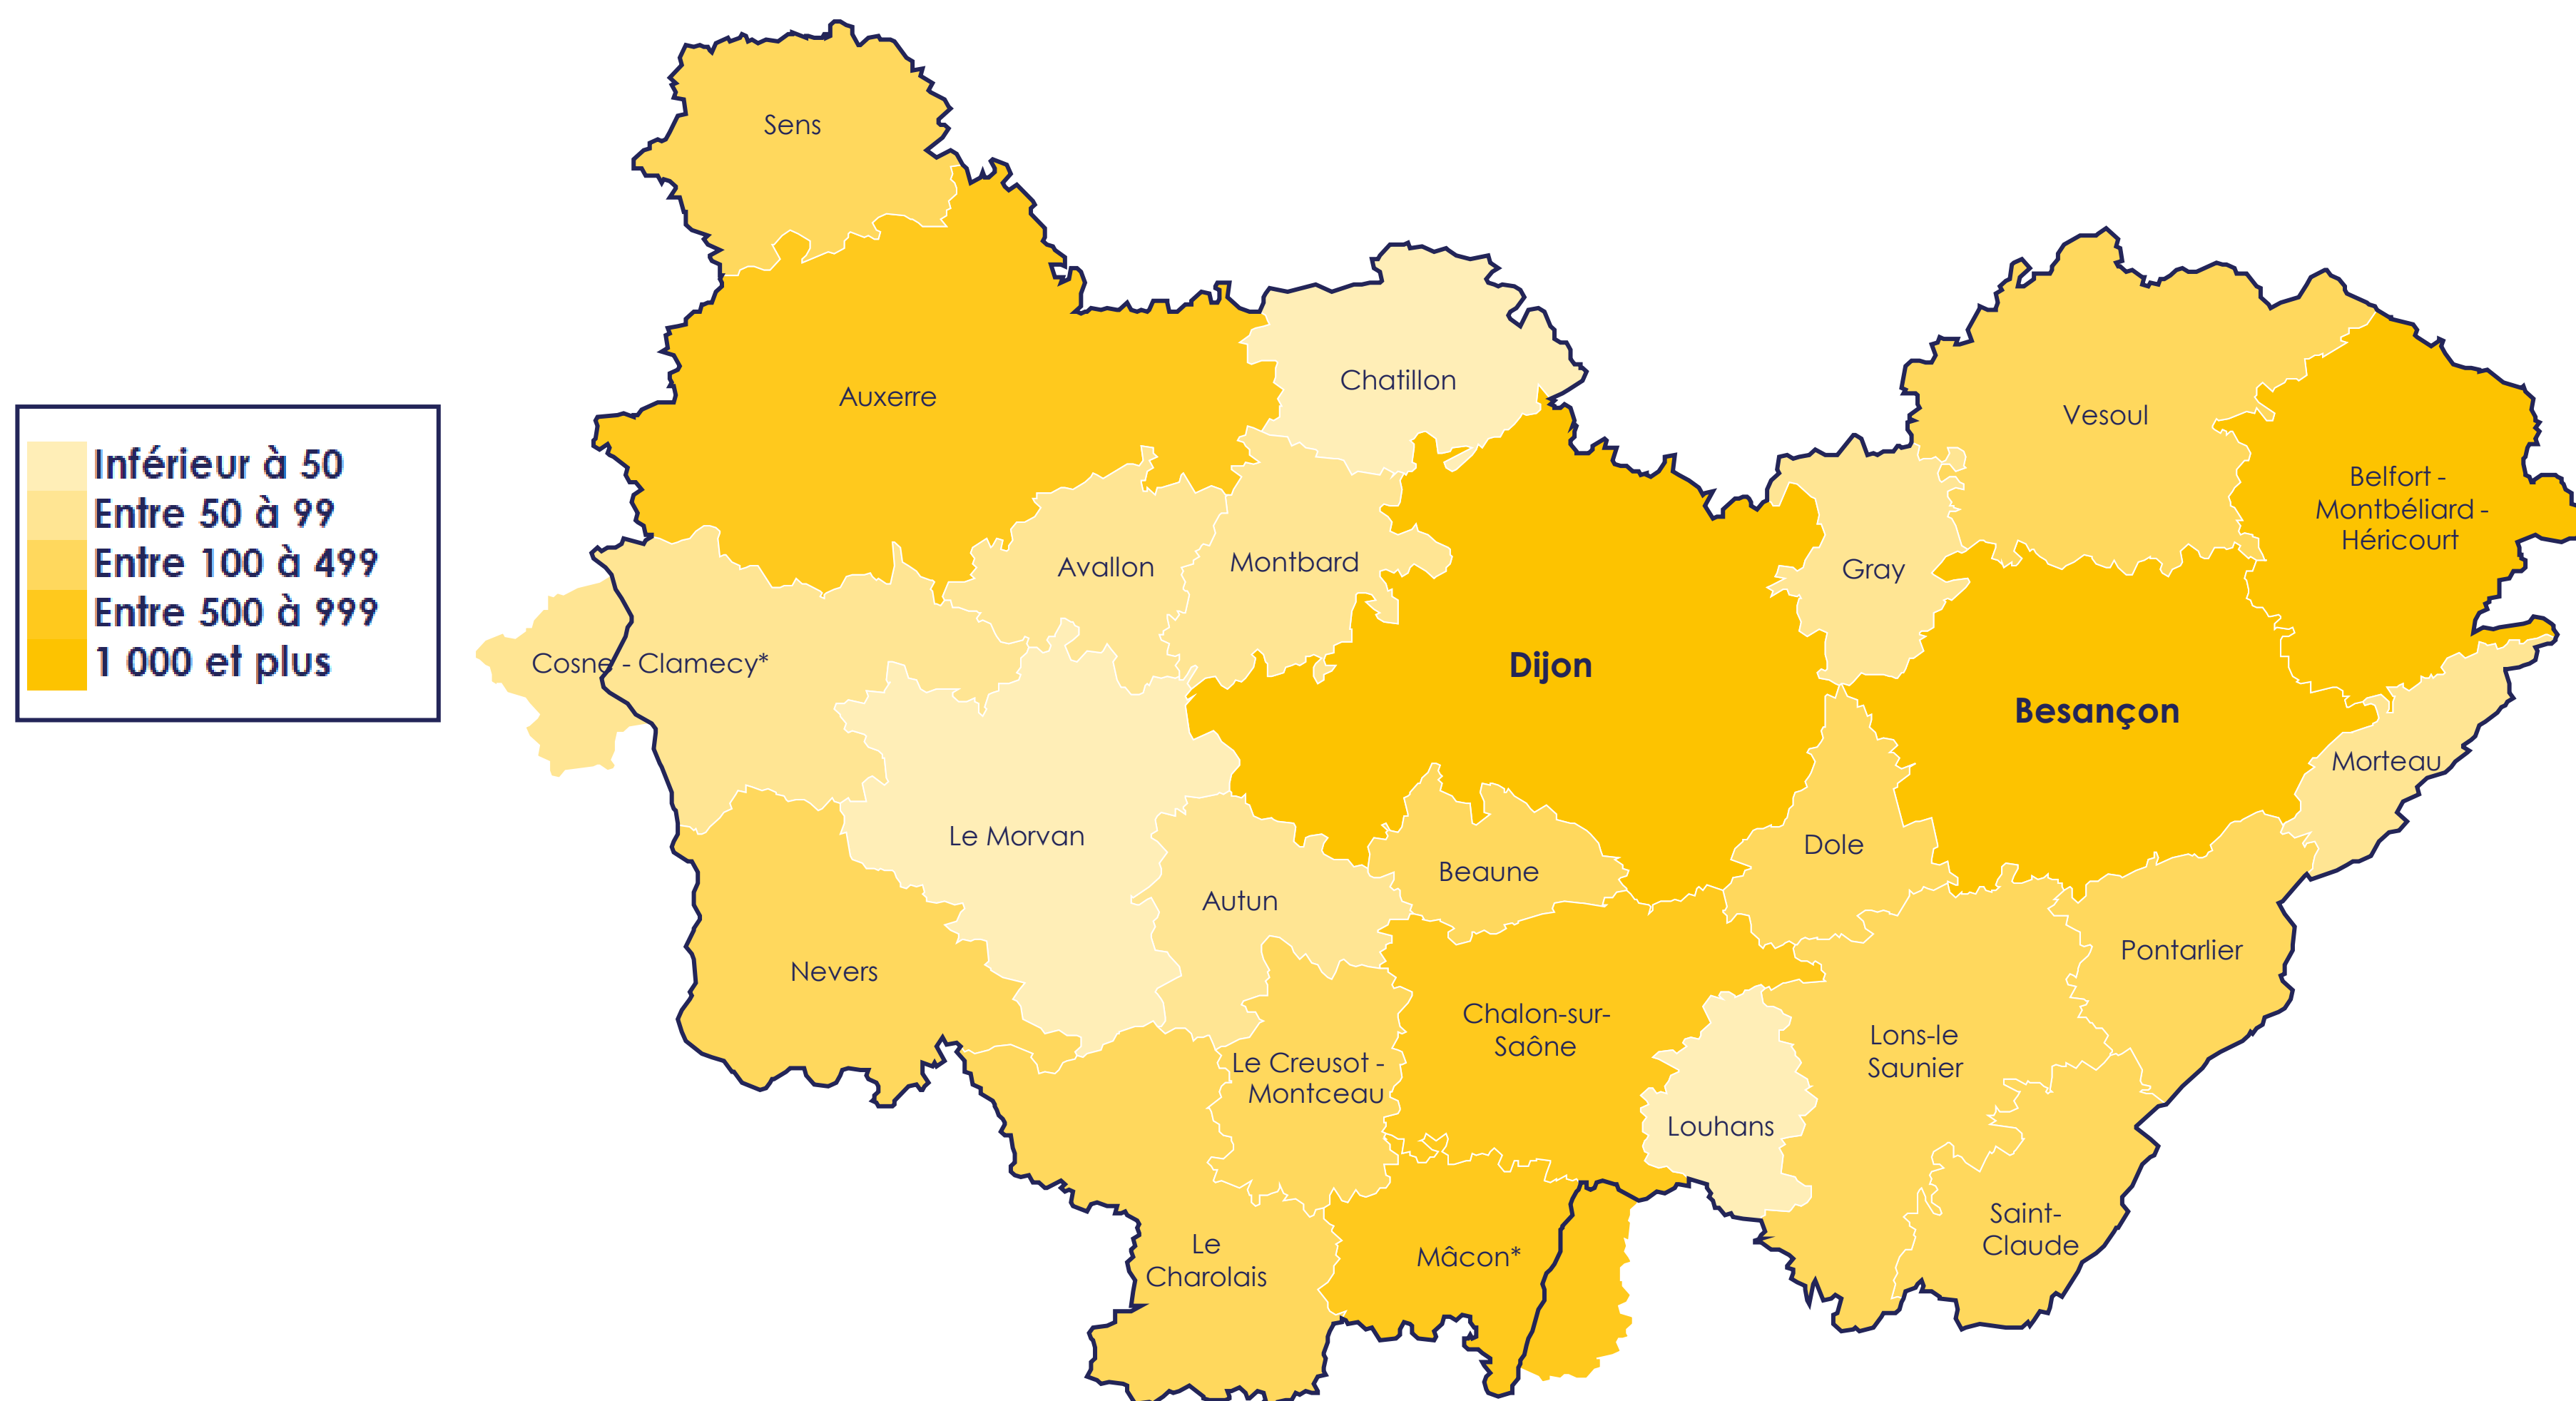 Inférieur à 50
Entre 50 à 99
Entre 100 à 499
Entre 500 à 999
1 000 et plus
Sens
Auxerre
Chatillon
Vesoul
Belfort -
Montbéliard -
Héricourt
Avallon
Montbard
Gray
Cosne - Clamecy*
Dijon
Besançon
Morteau
Le Morvan
Dole
Beaune
Autun
Pontarlier
Nevers
Chalon-sur-
Saône
Lons-le
Saunier
Le Creusot -
Montceau
Louhans
Saint-
Claude
Le
Charolais
Mâcon*